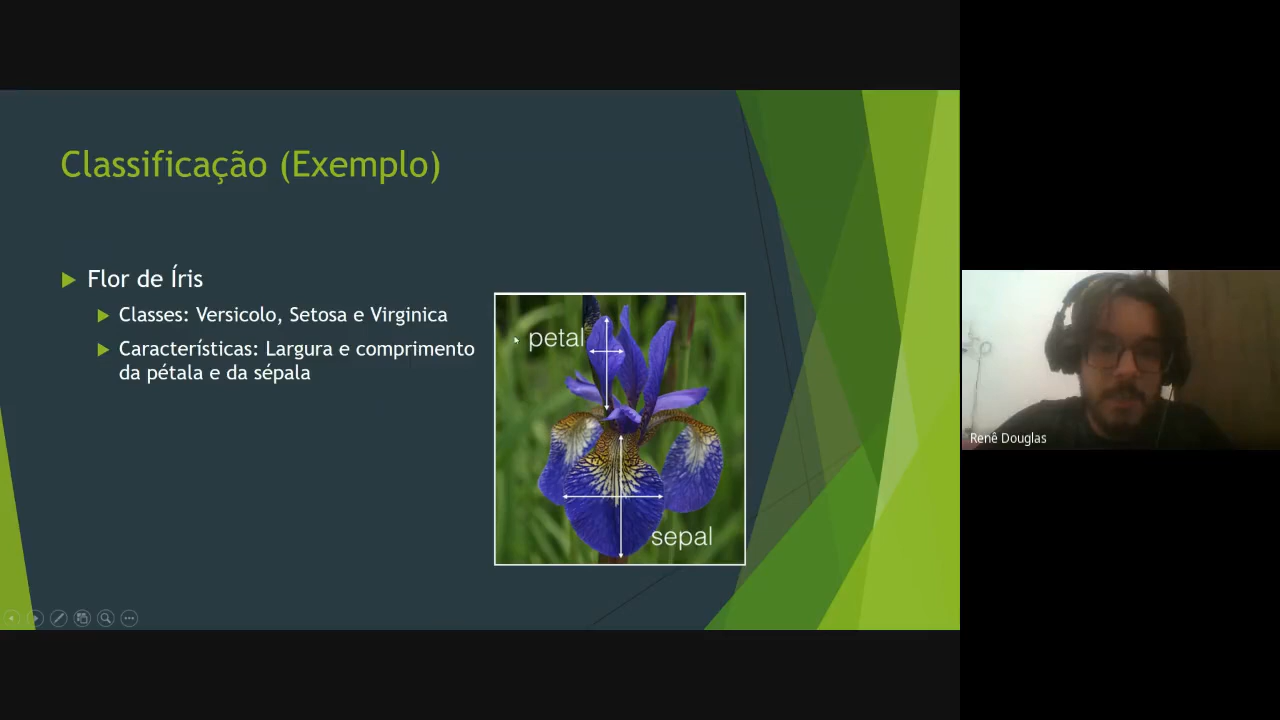 Classificação (Exemplo)
Flor de Íris
Classes: Versicolo, Setosa e Virginica
Características: Largura e comprimento
da pétala e da sépala
petal
sepal
Renê Douglas